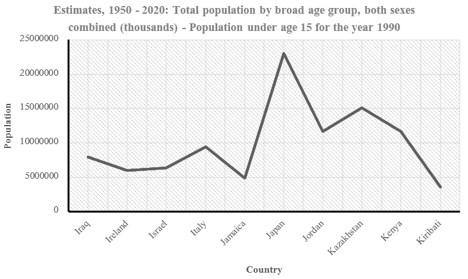 Estimates, 1950 - 2020: Total population by broad age group, both sexes
combined (thousands) - Population under age 15 for the year 1990
25000000
20000000
15000000
10000000
5000000
0
Population
Iraq
Ireland
Israel
Italy
Jamaica
Japan
Jordan
Kazakhstan
Kenya
Kiribati
Country